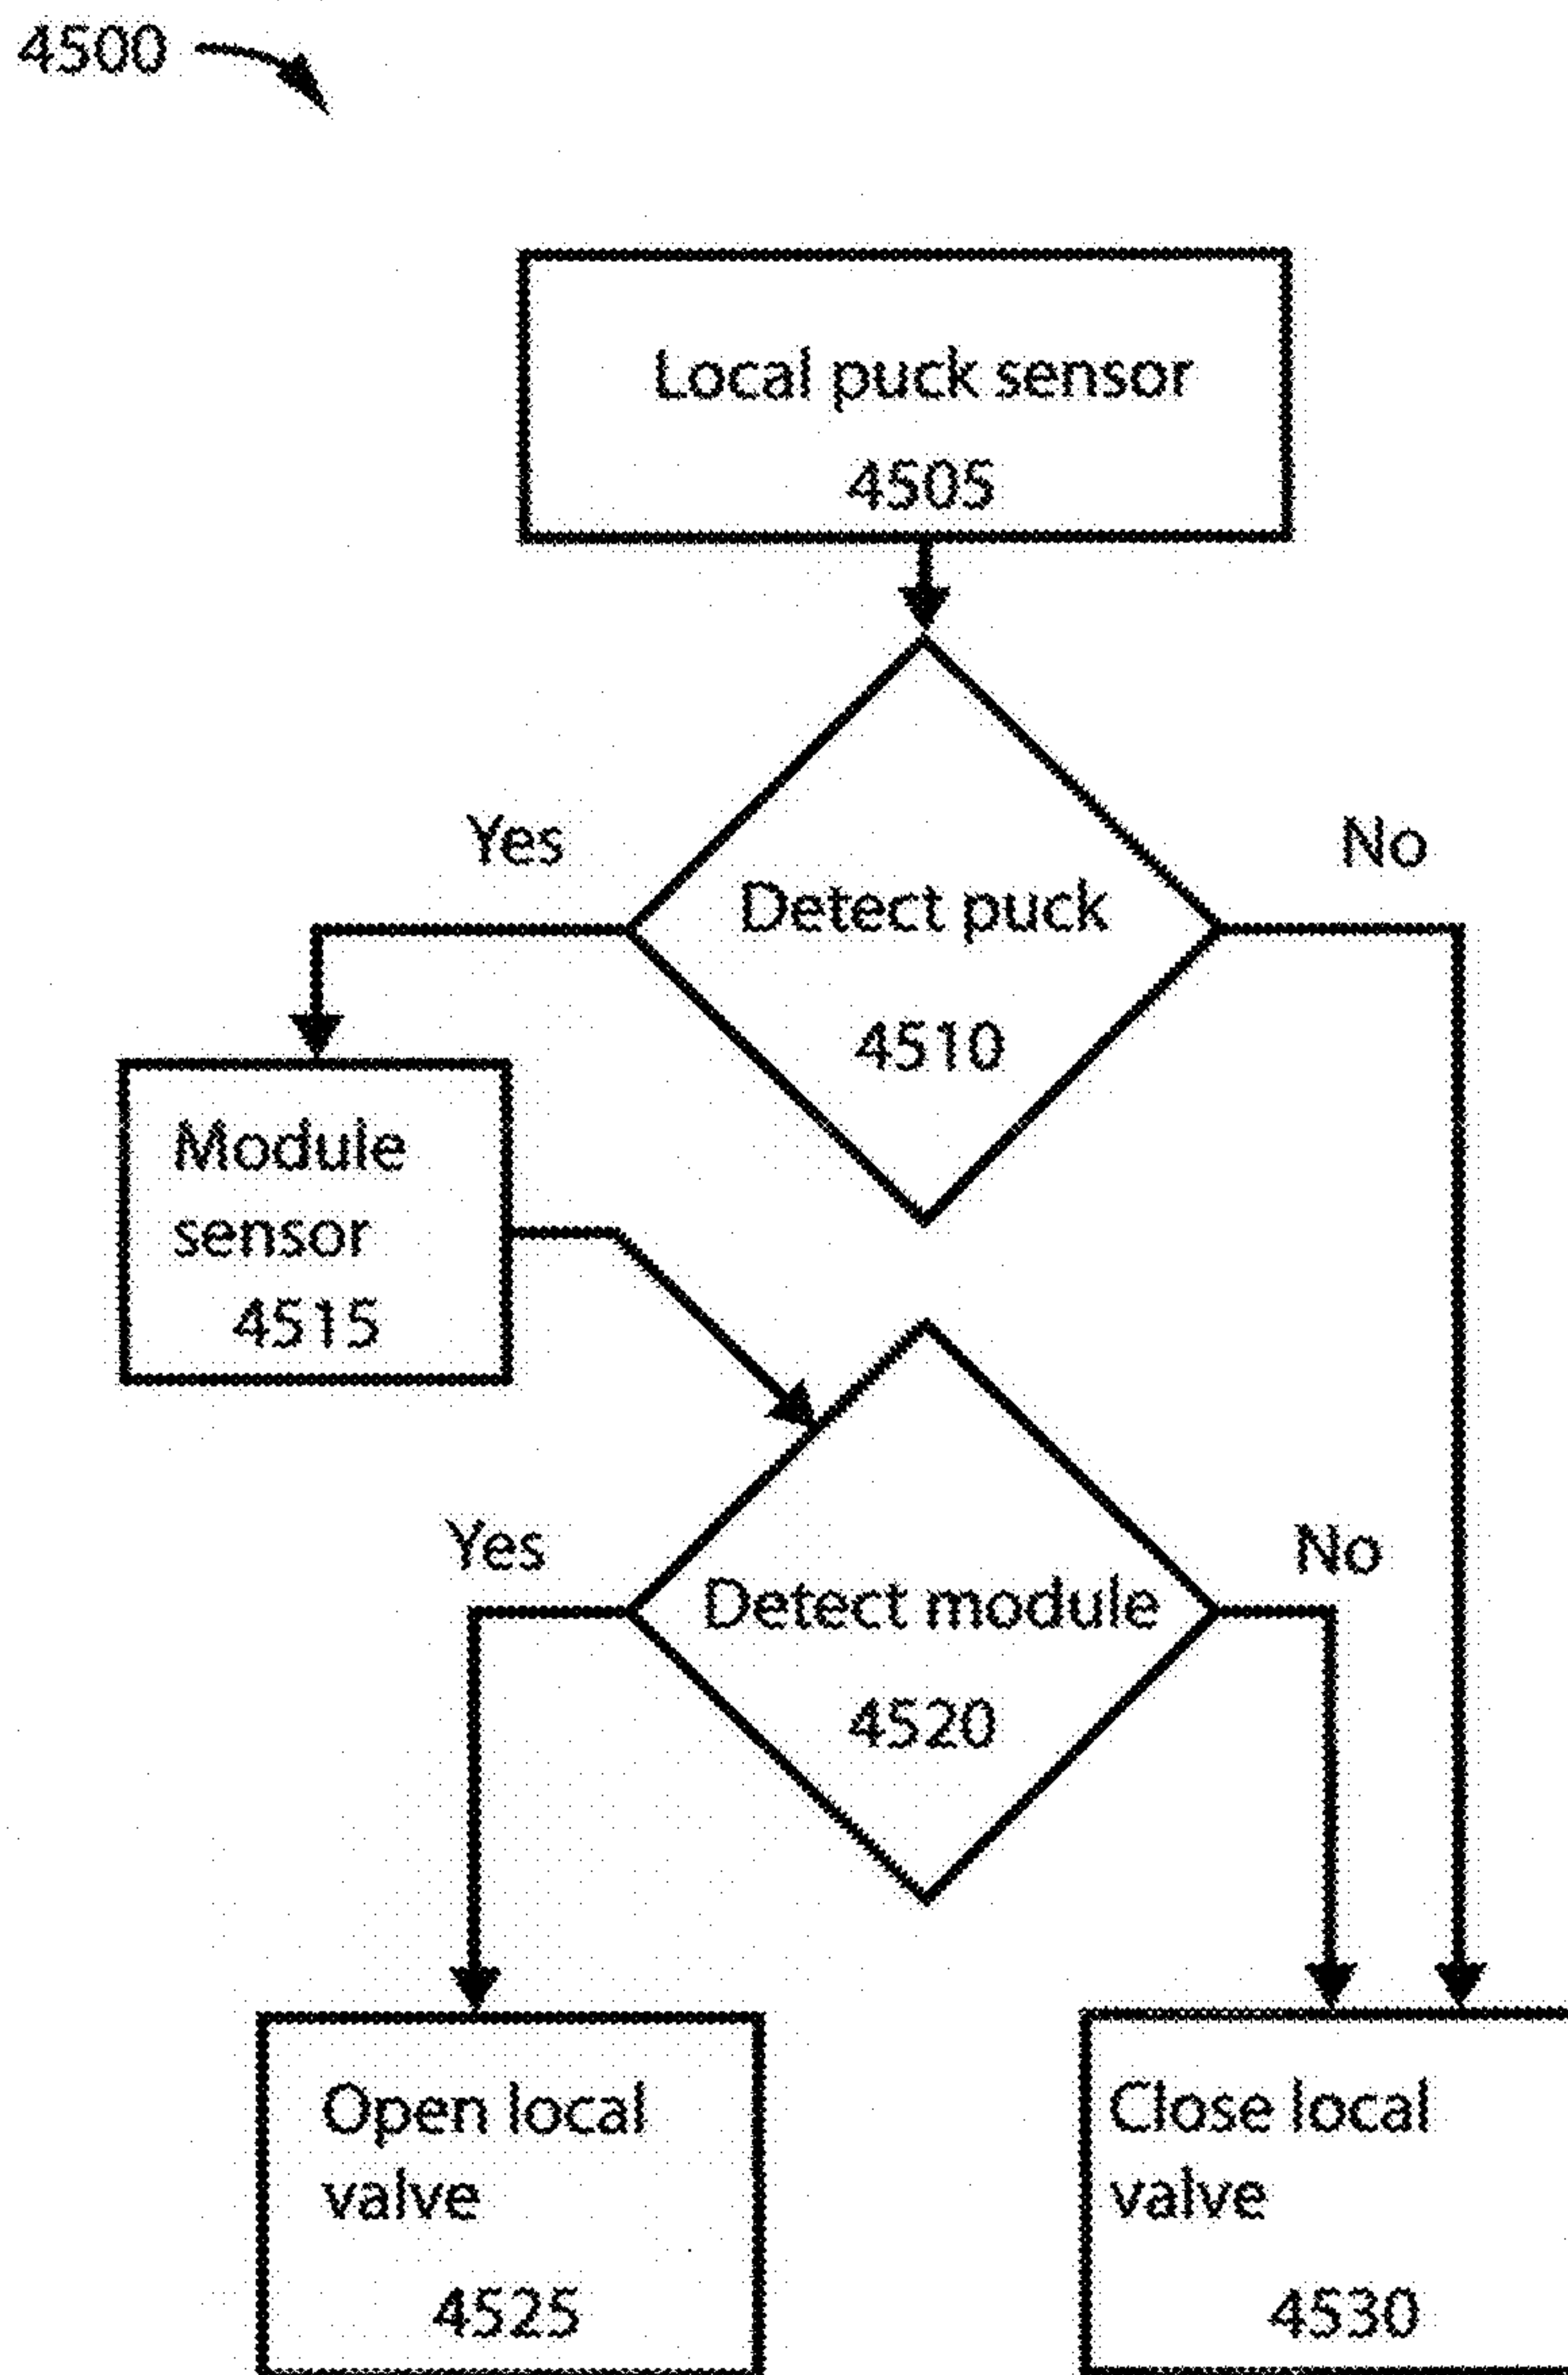 4500
Local puck sensor
4505
Yes
No
Detect puck
4510
Module
sensor
4515
Yes
No
Detect module
4520
Open local
valve
4525
Close local
valve
4530